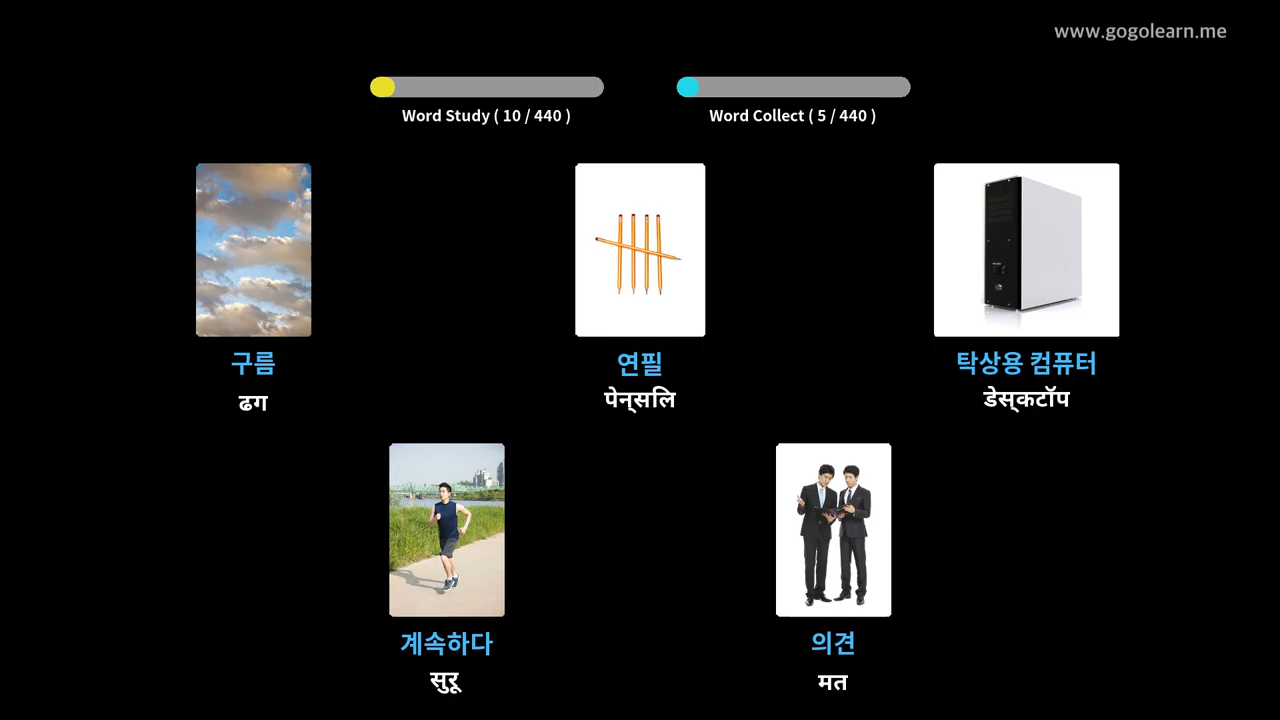 www.gogolearn.me
Word Study ( 10 / 440 )
Word Collect ( 5 / 440 )
구름
ढग
연필
पेन्सलि
탁상용 컴퓨터
डेस्कटॉप
계속하다
सुरू
의견
मत